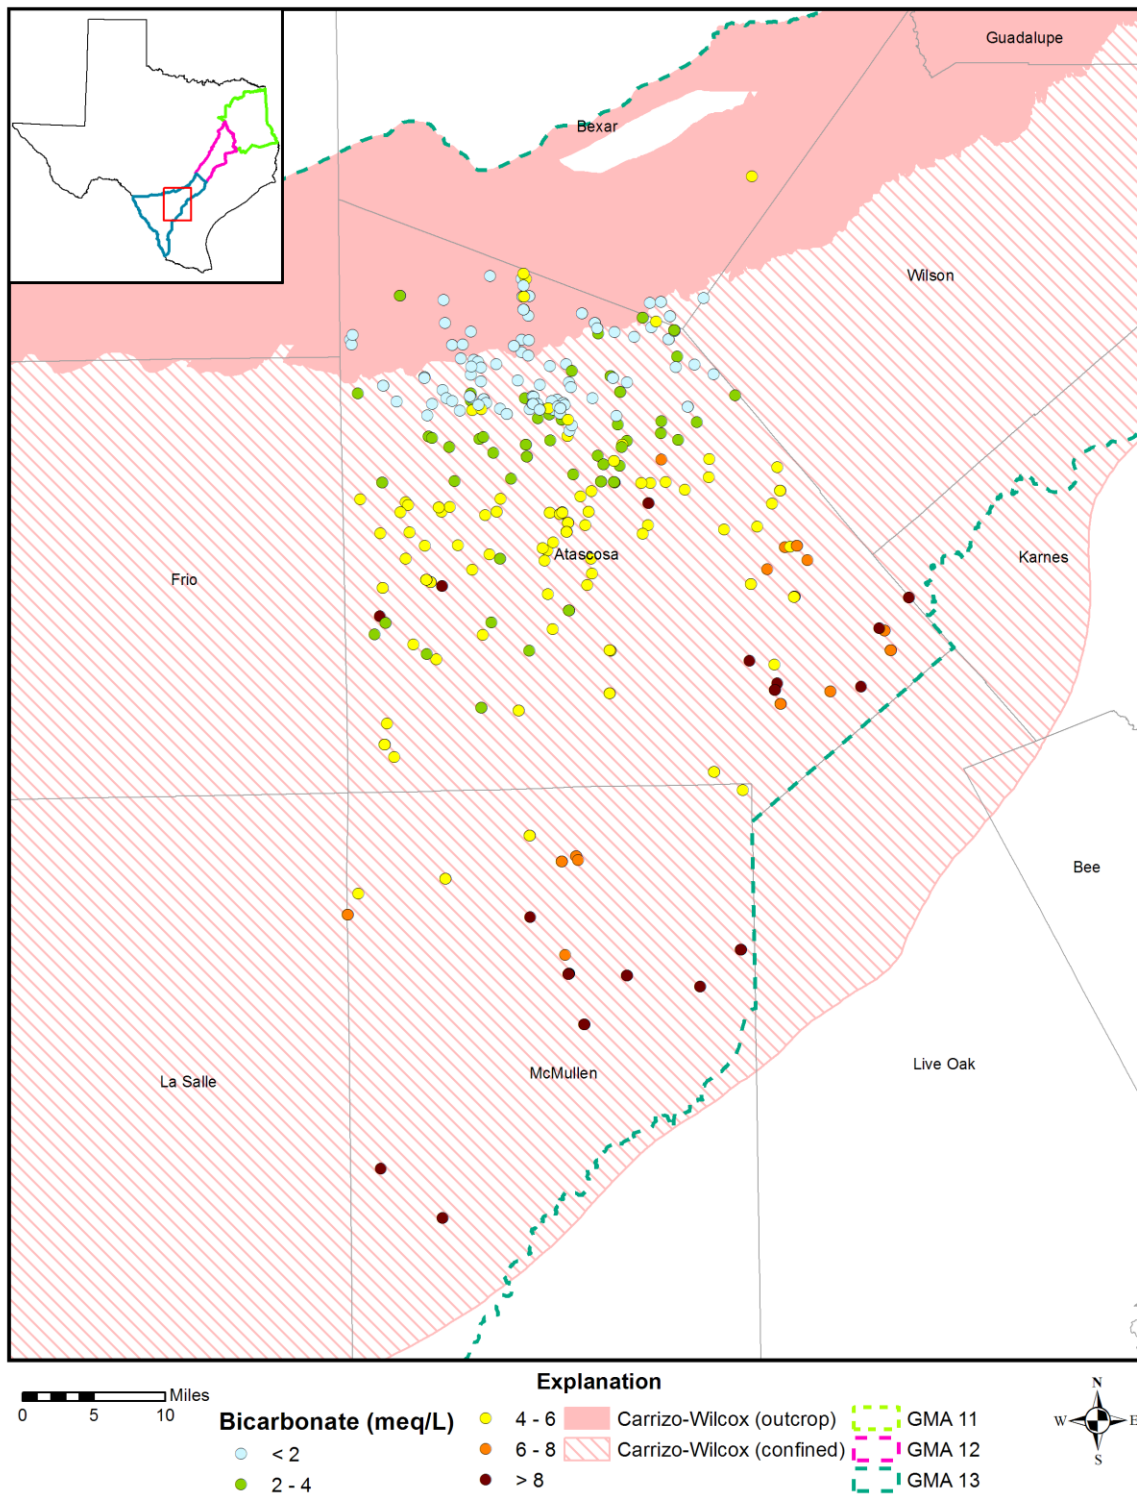 Guadalupe
Bexar
Wilson
Atascosa
Karnes
Frio
Bee
Live Oak
McMullen
La Salle
Explanation
Miles
0 5 10
Bicarbonate (meq/L)
< 2
2 - 4
4 - 6
6 - 8
> 8
Carrizo-Wilcox (outcrop)
Carrizo-Wilcox (confined)
GMA 11
GMA 12
GMA 13
N
W E
S